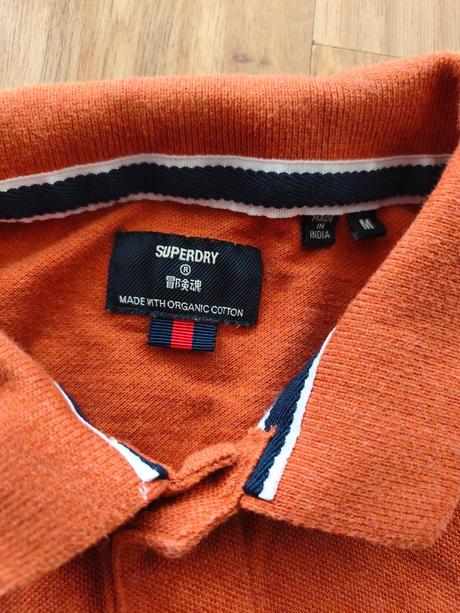 SUPERDRY
®
冒険魂
MADE WITH ORGANIC COTTON
MADE
IN
INDIA
M